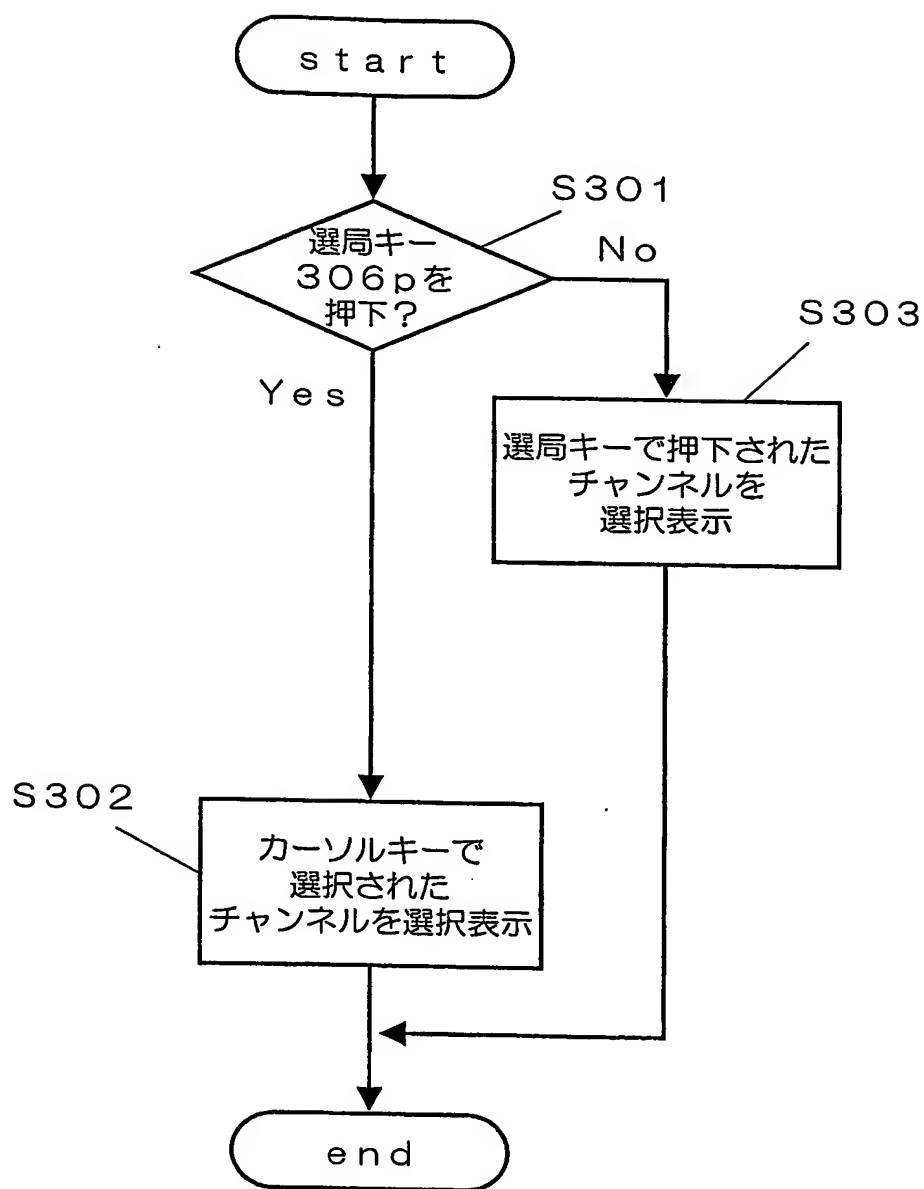 ｓｔａｒｔ
Ｓ３０１
選局キー
３０６ｐを
押下？
Ｎｏ
Ｓ３０３
Ｙｅｓ
選局キーで押下された
チャンネルを
選択表示
Ｓ３０２
カーソルキーで
選択された
チャンネルを選択表示
ｅｎｄ